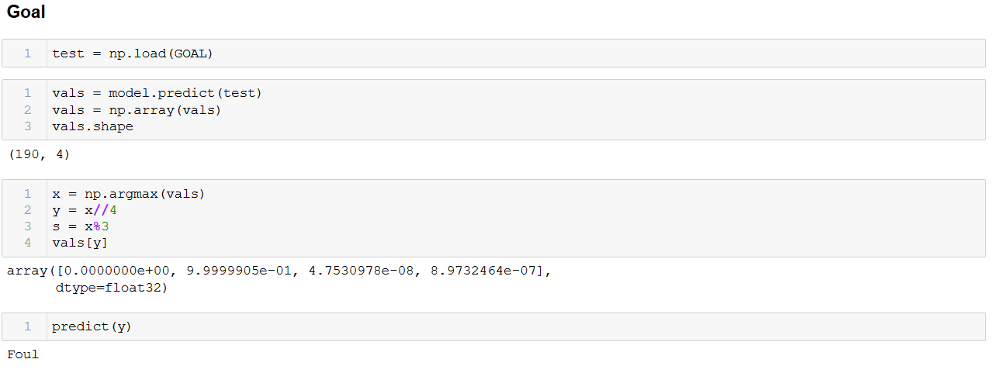 Goal
1 test = np.load(GOAL)
1 vals = model.predict(test)
2 vals = np.array(vals)
3 vals.shape
(190, 4)
1 x = np.argmax(vals)
2 y = x//4
3 s = x%3
4 vals[y]
array([0.0000000e+00, 9.9999905e-01, 4.7530978e-08, 8.9732464e-07],
      dtype=float32)
1 predict(y)
Foul